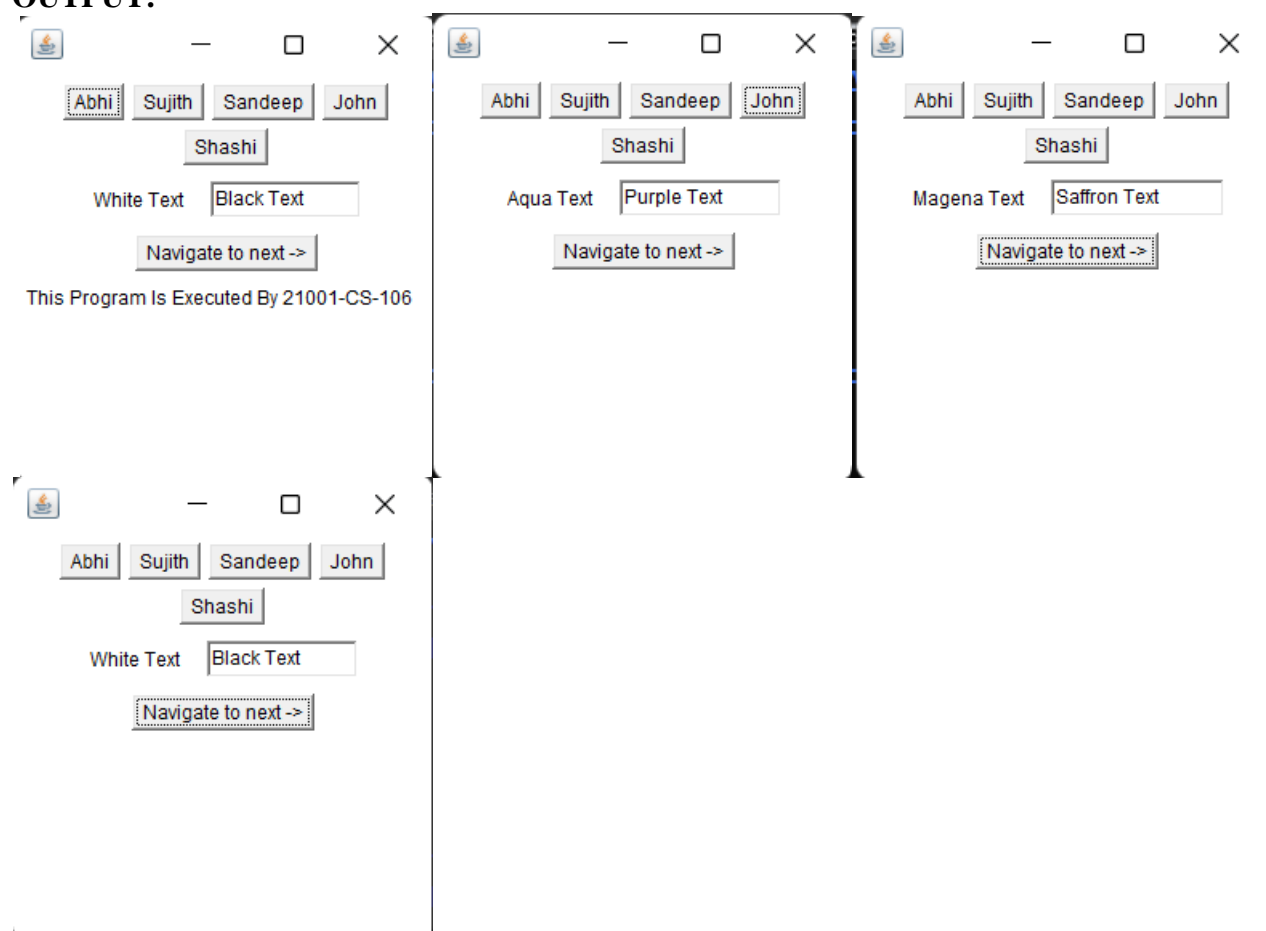 OUTPUT:
Abhi Sujith Sandeep John
Shashi
White Text Black Text
Navigate to next ->
This Program Is Executed By 21001-CS-106
Abhi Sujith Sandeep John
Shashi
Aqua Text Purple Text
Navigate to next ->
Abhi Sujith Sandeep John
Shashi
Magena Text Saffron Text
Navigate to next ->
Abhi Sujith Sandeep John
Shashi
White Text Black Text
Navigate to next ->